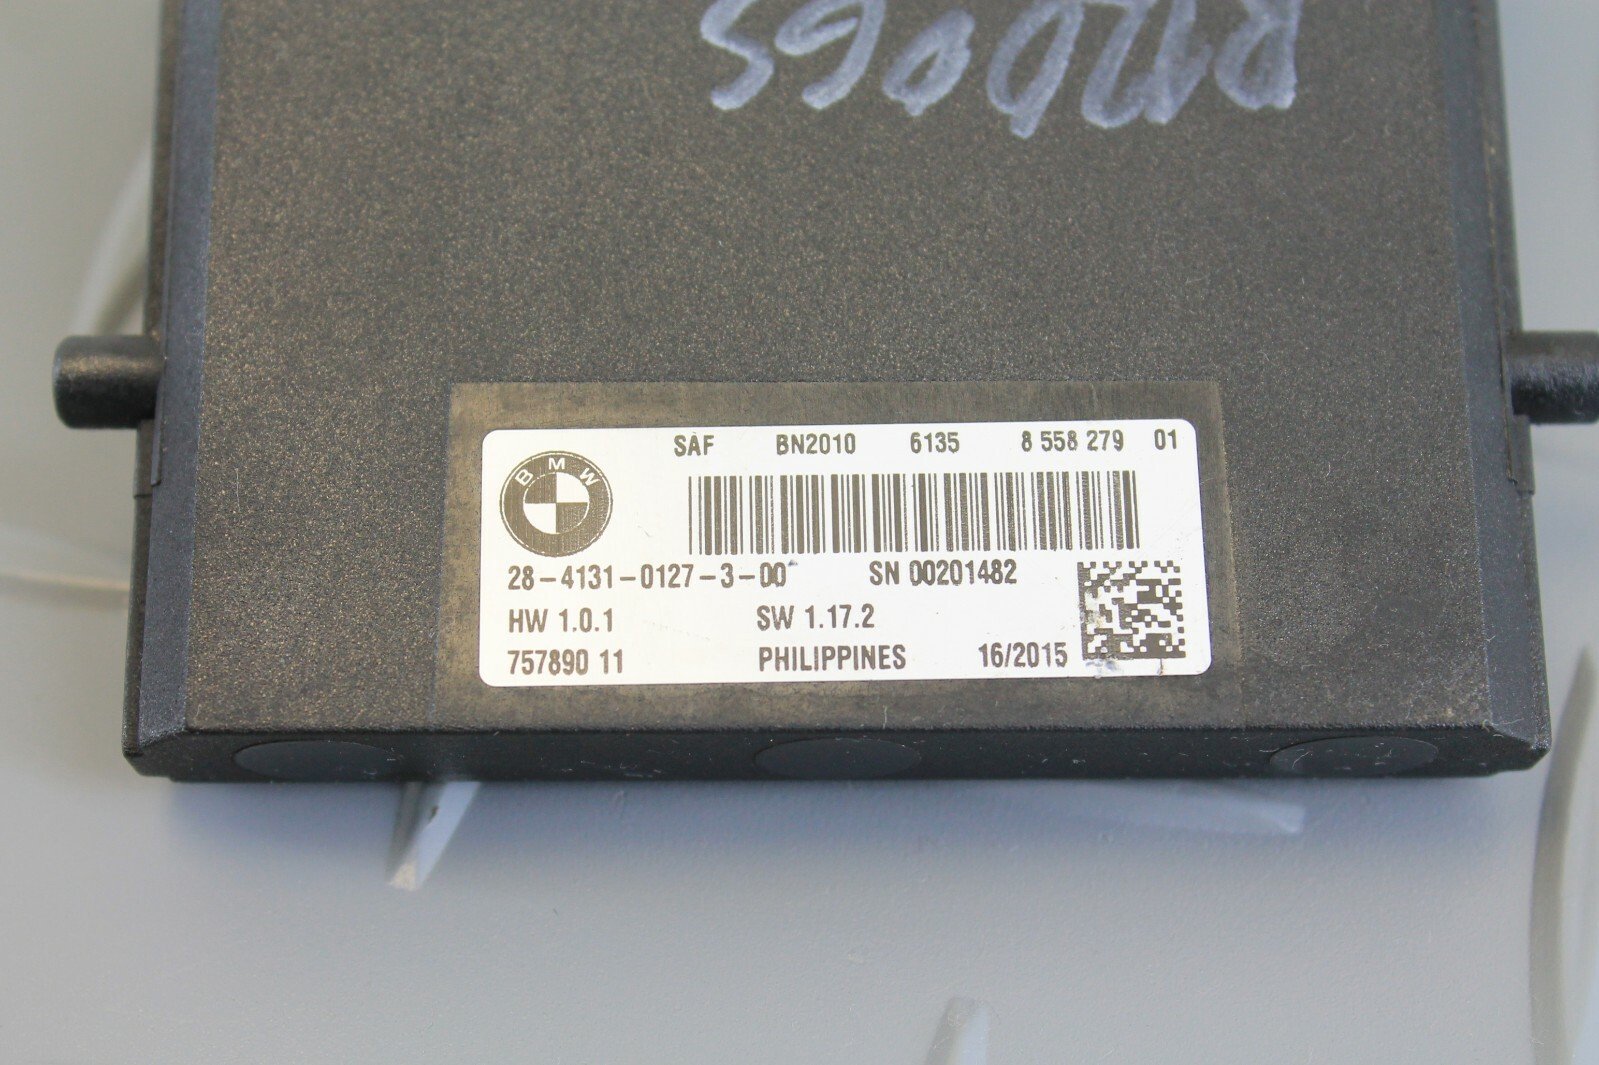 SAF BN2010 6135 8 558 279 01
BMW
28-4131-0127-3-00 SN 00201482
HW 1.0.1 SW 1.17.2
757890 11 PHILIPPINES 16/2015